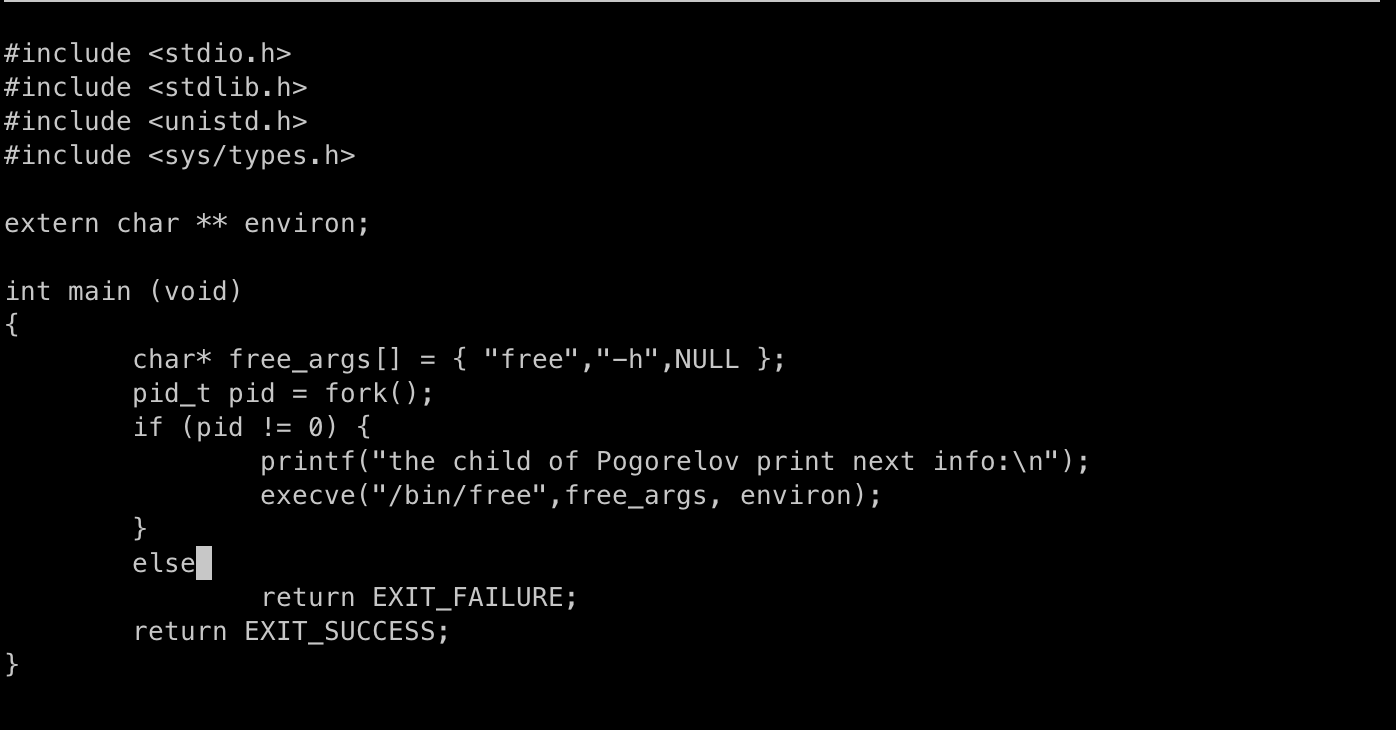 #include <stdio.h>
#include <stdlib.h>
#include <unistd.h>
#include <sys/types.h>
extern char ** environ;
int main (void)
{
char* free_args[] = { "free","-h",NULL };
pid_t pid = fork();
if (pid != 0) {
printf("the child of Pogorelov print next info:\n");
execve("/bin/free",free_args, environ);
}
else
return EXIT_FAILURE;
return EXIT_SUCCESS;
}